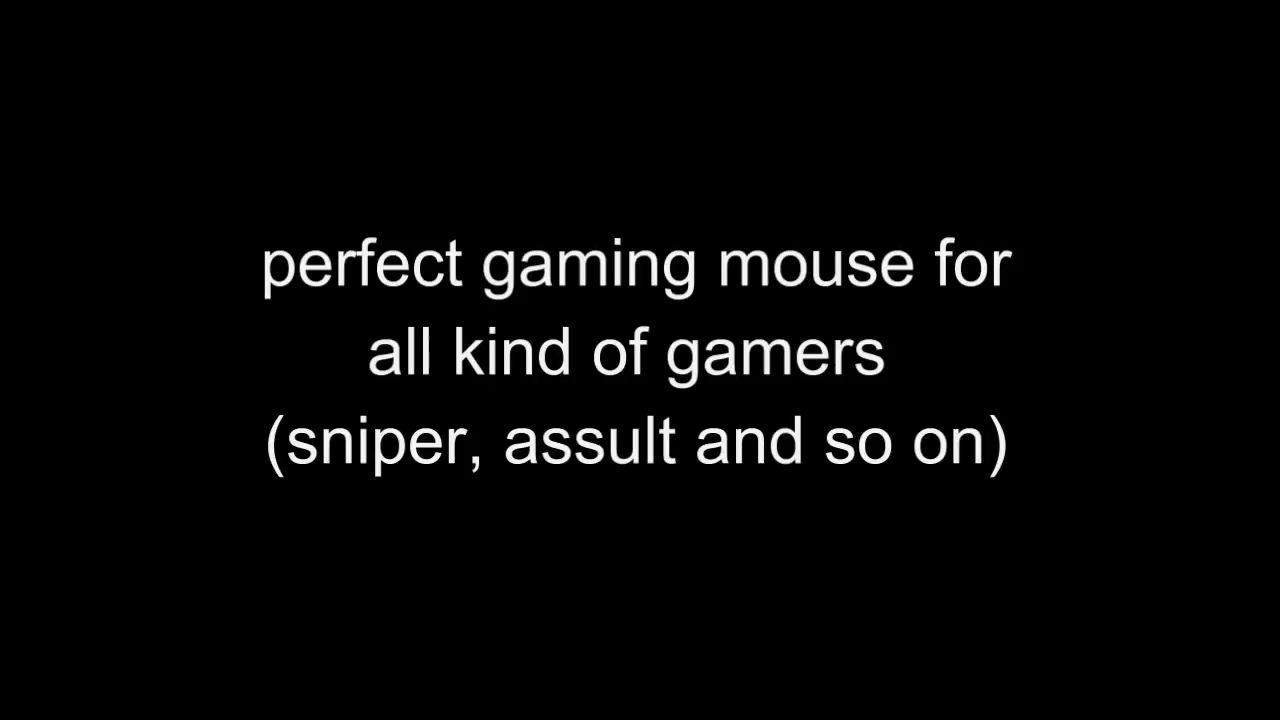 perfect gaming mouse for
all kind of gamers
(sniper, assult and so on)